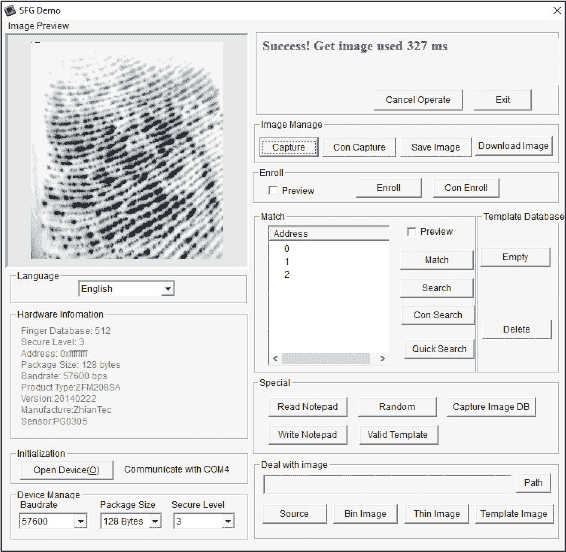 SFG Demo
Image Preview
Success! Get image used 327 ms
Cancel Operate Exit
Image Manage
Capture Con Capture Save Image Download Image
Enroll
Preview Enroll Con Enroll
Match
Address
0
1
2
Preview
Match
Search
Con Search
Quick Search
Template Database
Empty
Delete
Language
English
Hardware Infomation
Finger Database: 512
Secure Level: 3
Address: 0xffffffff
Package Size: 128 bytes
Bandrate: 57600 bps
Product Type:ZFM208SA
Version:20140222
Manufacture:ZhianTec
Sensor:PG0305
Special
Read Notepad Random Capture Image DB
Write Notepad Valid Template
Initialization
Open Device(O) Communicate with COM4
Device Manage
Baudrate Package Size Secure Level
57600 128 Bytes 3
Deal with image
Path
Source Bin Image Thin Image Template Image